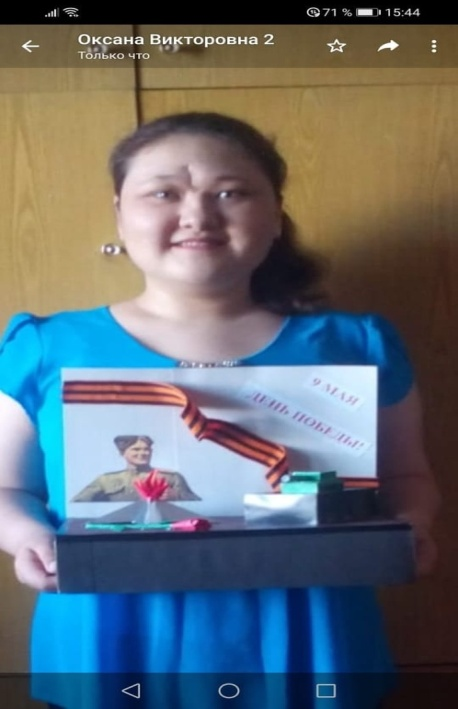 71 % 15:44
Оксана Викторовна 2
Только что
9 МАЯ
ДЕНЬ ПОБЕДЫ!